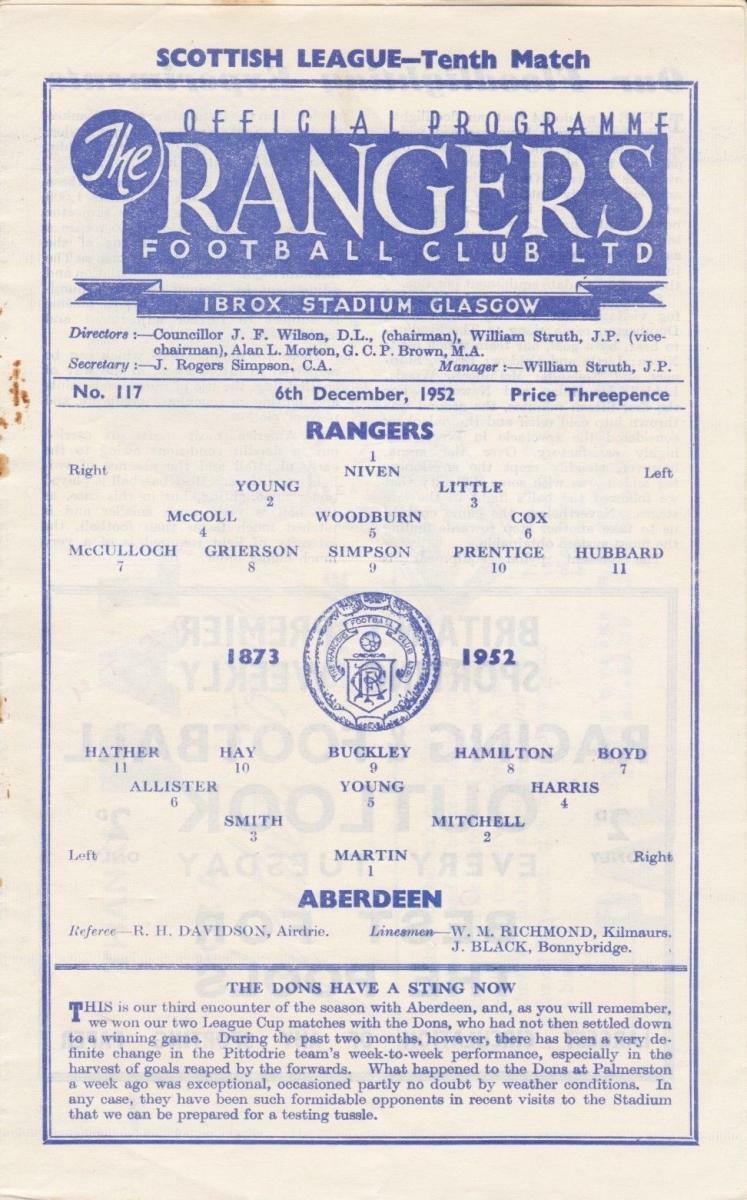 SCOTTISH LEAGUE—Tenth Match
OFFICIAL PROGRAMME
The RANGERS
FOOTBALL CLUB LTD
IBROX STADIUM GLASGOW
Directors :—Councillor J. F. Wilson, D.L., (chairman), William Struth, J.P. (vice-
chairman), Alan L. Morton, G. C. P. Brown, M.A.
Secretary :—J. Rogers Simpson, C.A. Manager :—William Struth, J.P.
No. 117 6th December, 1952 Price Threepence
RANGERS
1
Right NIVEN Left
YOUNG LITTLE
2 3
McCOLL WOODBURN COX
4 5 6
McCULLOCH GRIERSON SIMPSON PRENTICE HUBBARD
7 8 9 10 11
THE RANGERS FOOTBALL CLUB LTD
1873 1952
HATHER HAY BUCKLEY HAMILTON BOYD
11 10 9 8 7
ALLISTER YOUNG HARRIS
6 5 4
SMITH MITCHELL
3 2
Left MARTIN Right
1
ABERDEEN
Referee—R. H. DAVIDSON, Airdrie. Linesmen—W. M. RICHMOND, Kilmaurs.
J. BLACK, Bonnybridge.
THE DONS HAVE A STING NOW
THIS is our third encounter of the season with Aberdeen, and, as you will remember,
we won our two League Cup matches with the Dons, who had not then settled down
to a winning game. During the past two months, however, there has been a very de-
finite change in the Pittodrie team's week-to-week performance, especially in the
harvest of goals reaped by the forwards. What happened to the Dons at Palmerston
a week ago was exceptional, occasioned partly no doubt by weather conditions. In
any case, they have been such formidable opponents in recent visits to the Stadium
that we can be prepared for a testing tussle.